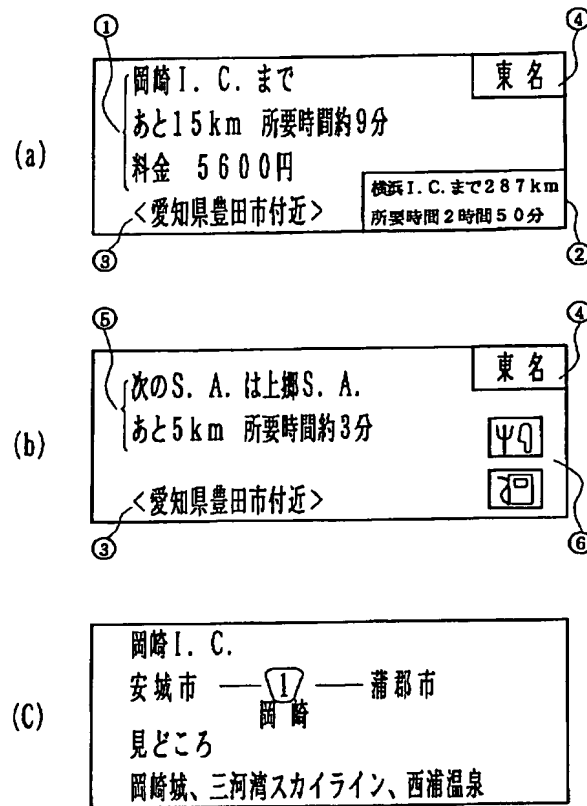 ① ④
岡崎I.C.まで 東名
あと15km 所要時間約9分
(a)
料金 5600円
横浜I.C.まで287km
<愛知県豊田市付近> 所要時間2時間50分
③ ②
⑤ ④
次のS.A.は上郷S.A. 東名
あと5km 所要時間約3分
(b)
<愛知県豊田市付近>
③ ⑥
岡崎I.C.
安城市 1 蒲郡市
岡崎
(C)
見どころ
岡崎城、三河湾スカイライン、西浦温泉